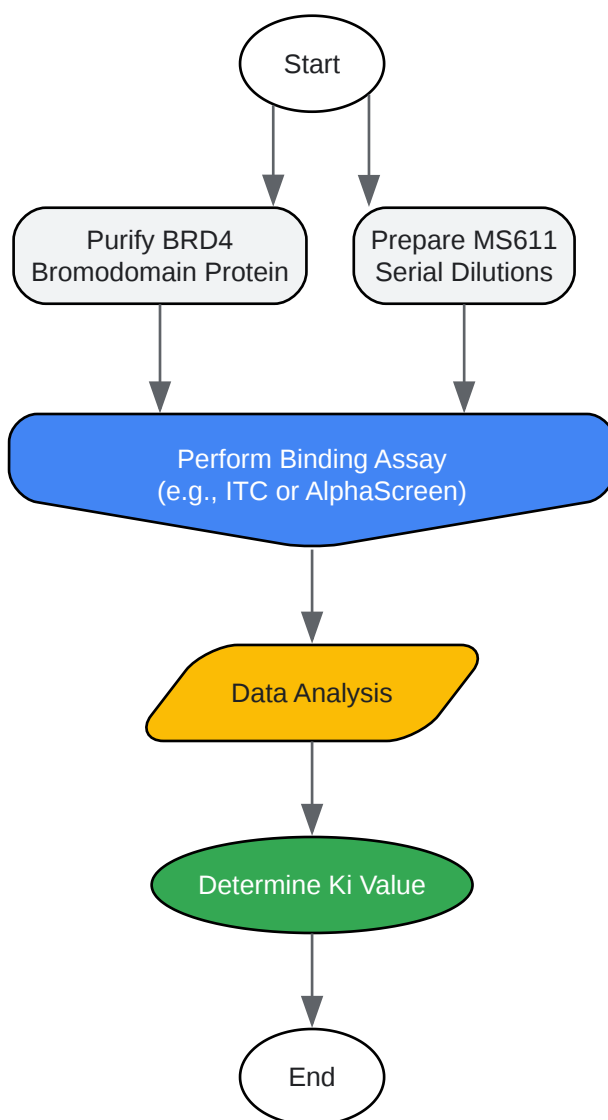 Start
Purify BRD4
Bromodomain Protein
Prepare MS611
Serial Dilutions
Perform Binding Assay
(e.g., ITC or AlphaScreen)
Data Analysis
Determine Ki Value
End